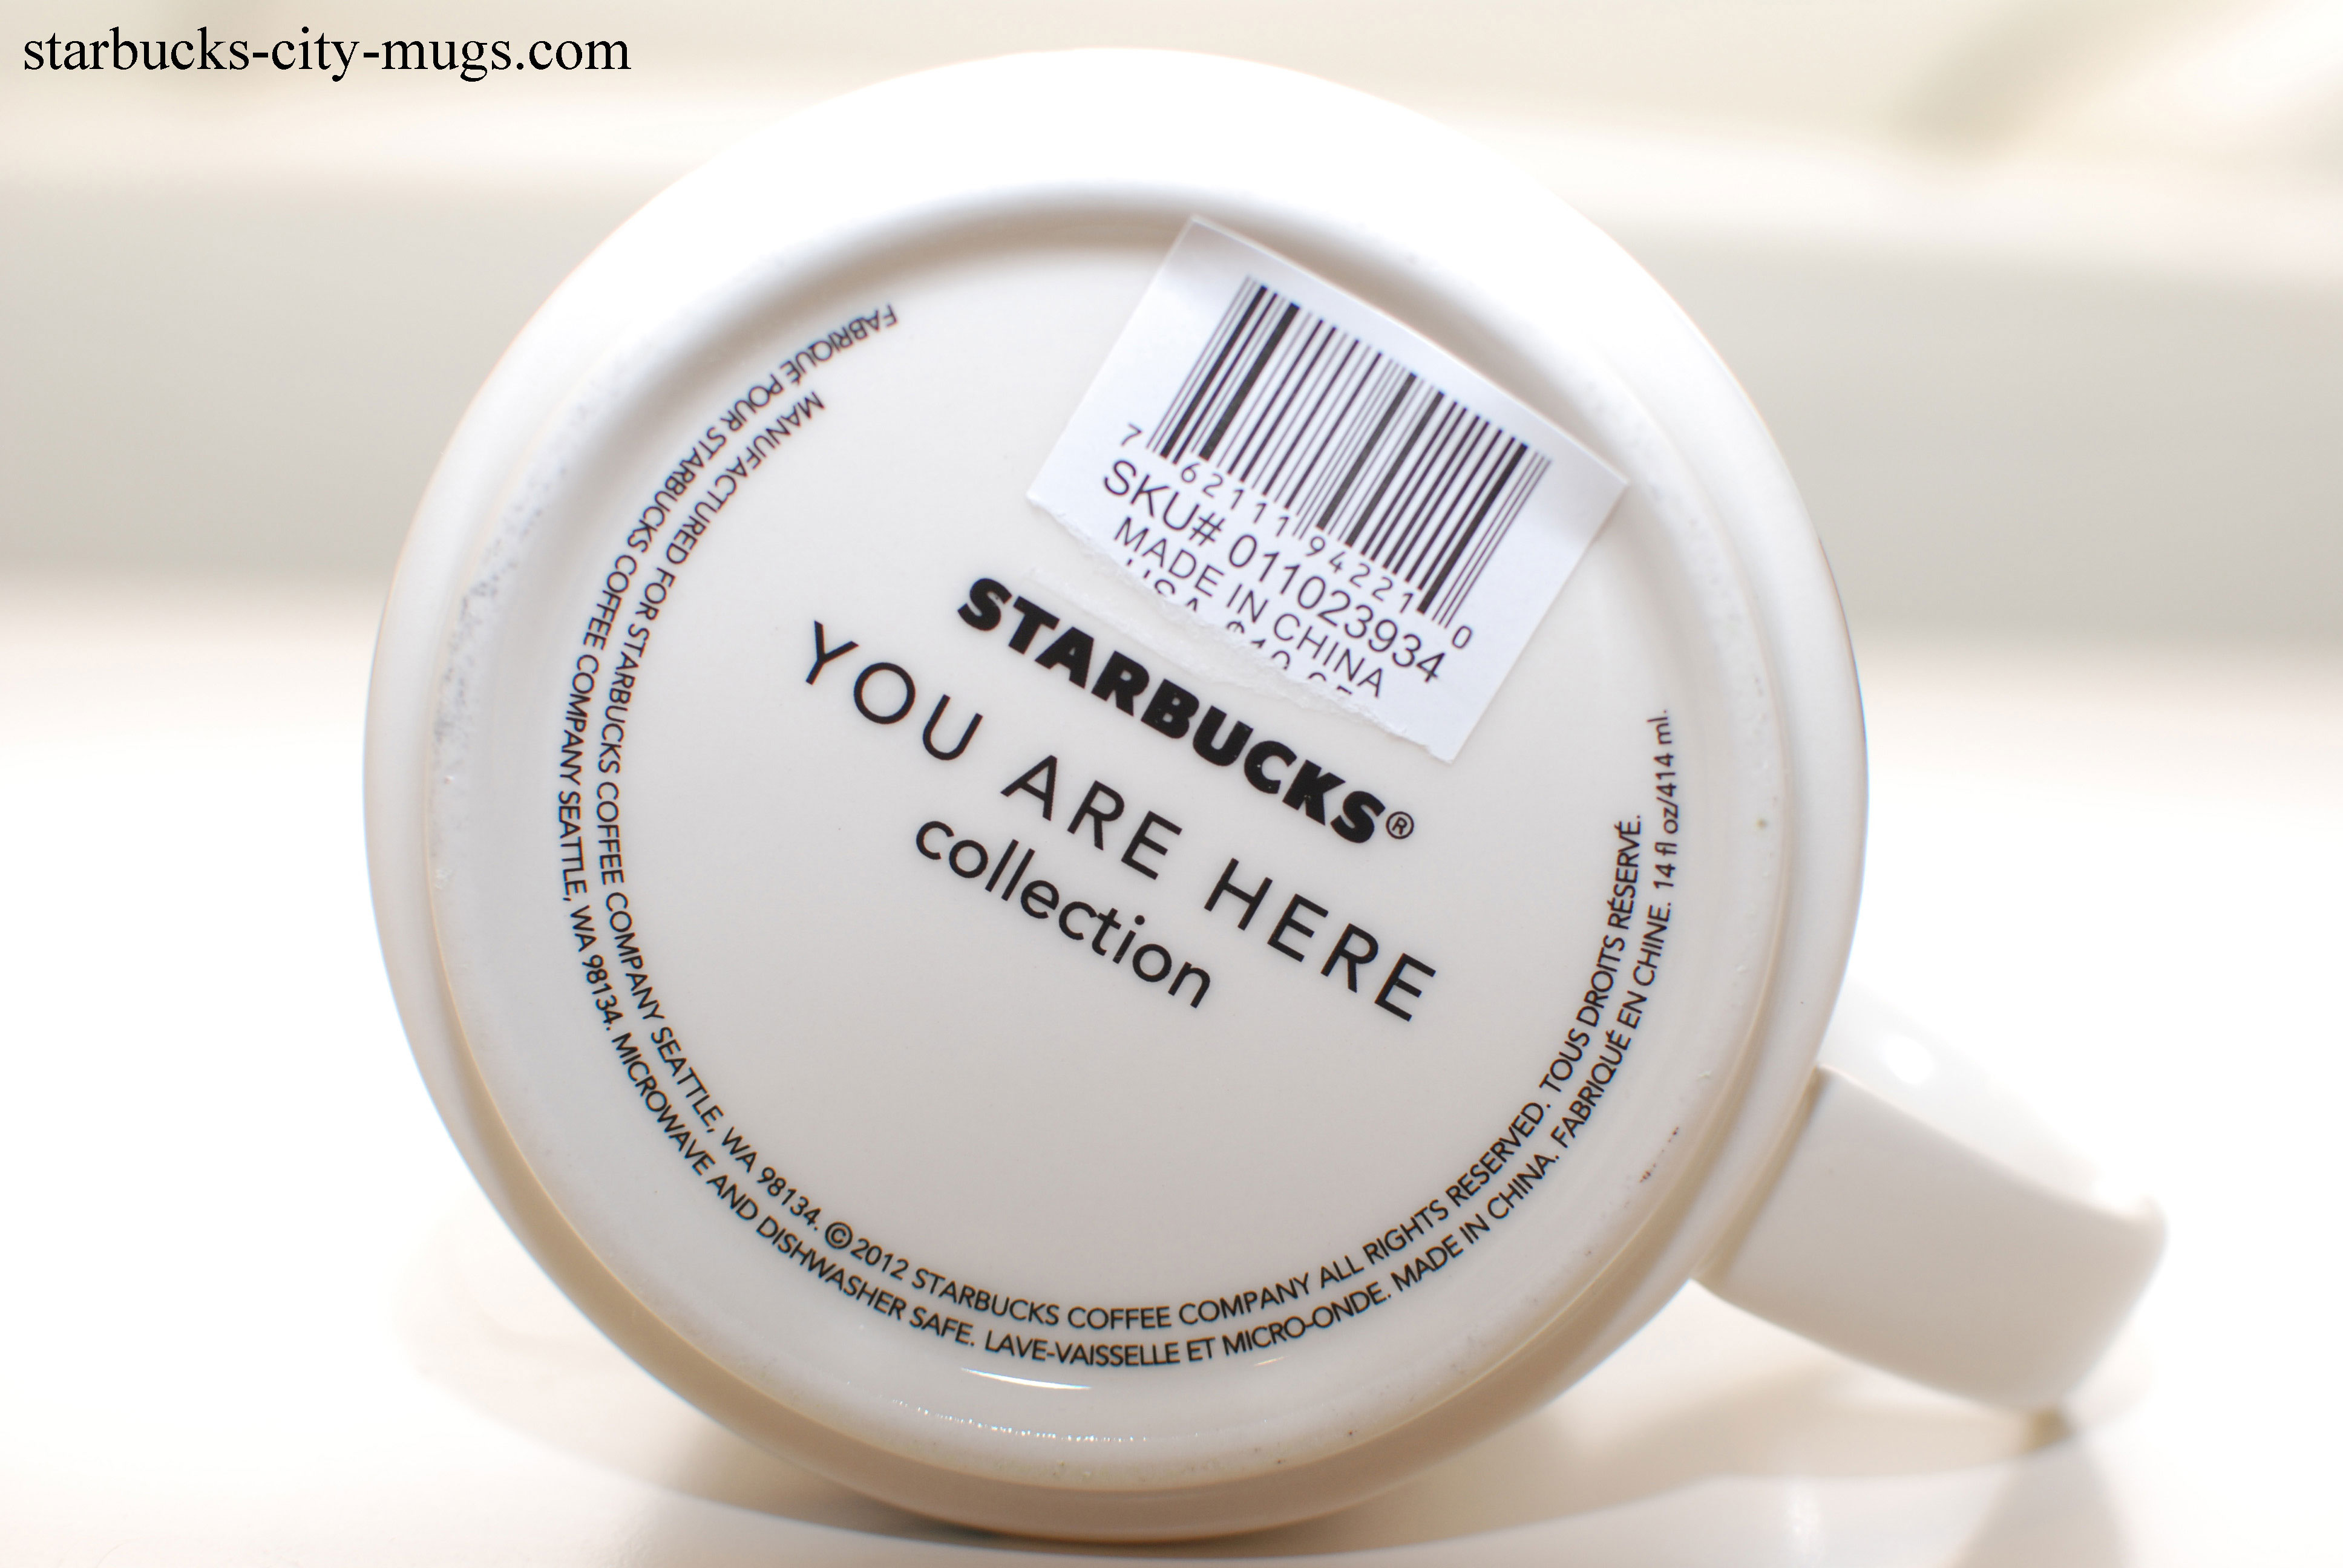 starbucks-city-mugs.com
7 62111 94221 0
SKU# 011023934
MADE IN CHINA
USA
STARBUCKS®
YOU ARE HERE
collection
MANUFACTURED FOR STARBUCKS COFFEE COMPANY SEATTLE, WA 98134. ©2012 STARBUCKS COFFEE COMPANY ALL RIGHTS RESERVED. TOUS DROITS RÉSERVÉ.
FABRIQUÉ POUR STARBUCKS COFFEE COMPANY SEATTLE, WA 98134. MICROWAVE AND DISHWASHER SAFE. LAVE-VAISSELLE ET MICRO-ONDE. MADE IN CHINA. FABRIQUÉ EN CHINE. 14 fl oz/414 ml.